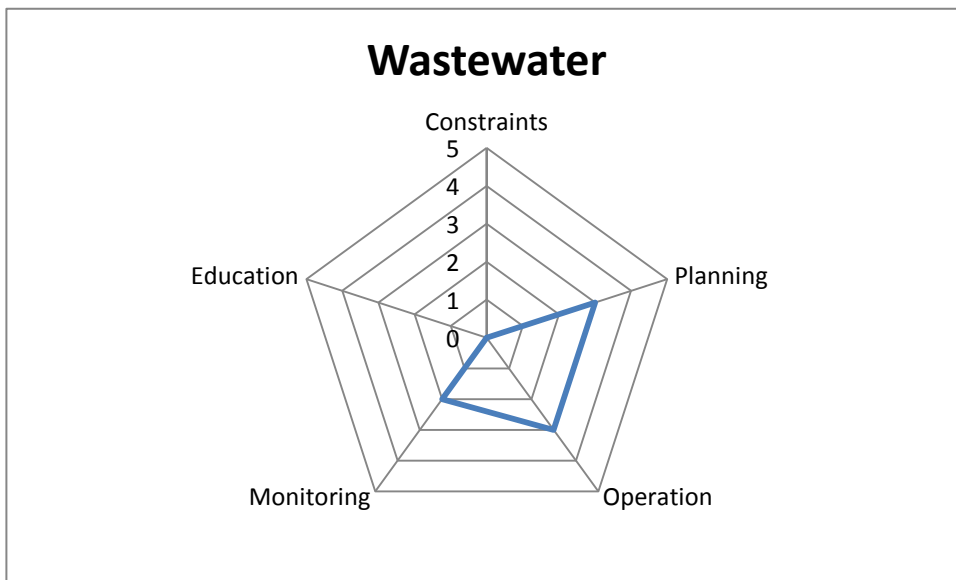 Wastewater
Constraints
5
4
3
2
1
0
Education
Planning
Monitoring
Operation